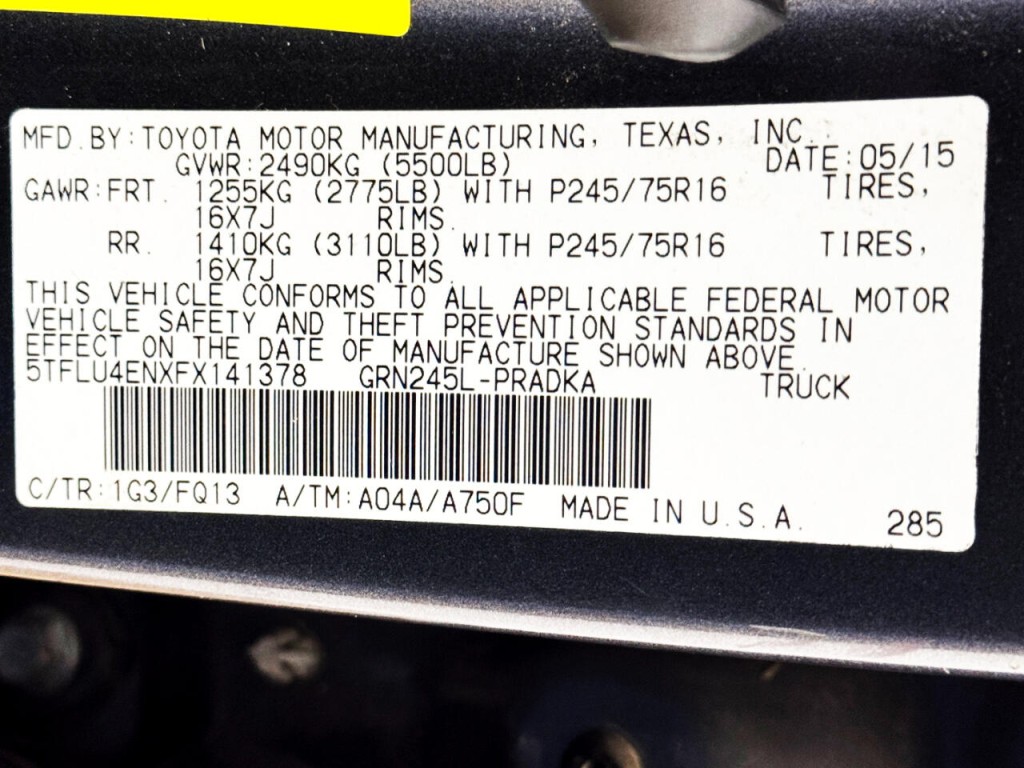 MFD. BY: TOYOTA MOTOR MANUFACTURING, TEXAS, INC.
GVWR: 2490KG (5500LB) DATE: 05/15
GAWR: FRT. 1255KG (2775LB) WITH P245/75R16 TIRES,
16X7J RIMS.
RR. 1410KG (3110LB) WITH P245/75R16 TIRES,
16X7J RIMS.
THIS VEHICLE CONFORMS TO ALL APPLICABLE FEDERAL MOTOR
VEHICLE SAFETY AND THEFT PREVENTION STANDARDS IN
EFFECT ON THE DATE OF MANUFACTURE SHOWN ABOVE.
5TFLU4ENXFX141378 GRN245L-PRADKA TRUCK
C/TR: 1G3/FQ13 A/TM: A04A/A750F MADE IN U.S.A. 285